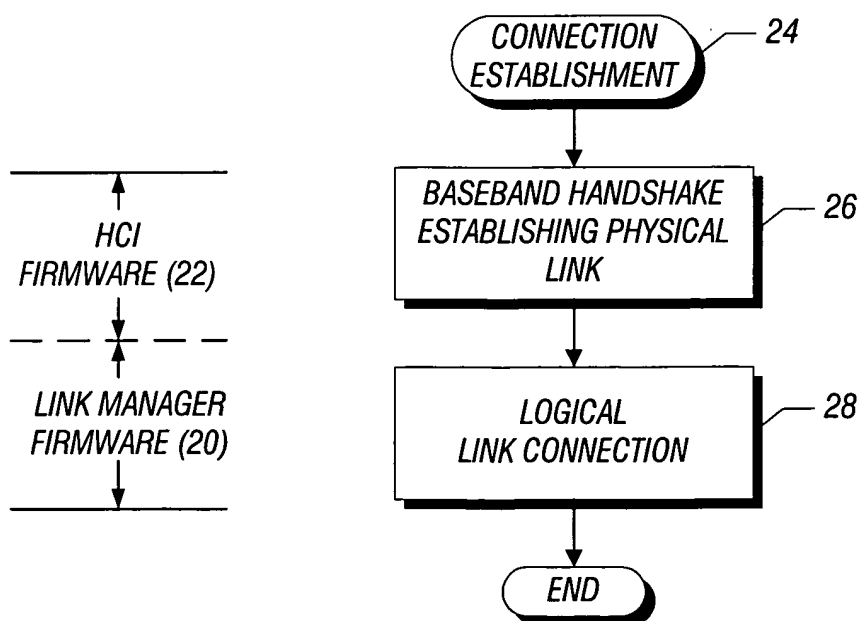 CONNECTION
ESTABLISHMENT
24
BASEBAND HANDSHAKE
ESTABLISHING PHYSICAL
LINK
26
HCI
FIRMWARE (22)
LINK MANAGER
FIRMWARE (20)
LOGICAL
LINK CONNECTION
28
END